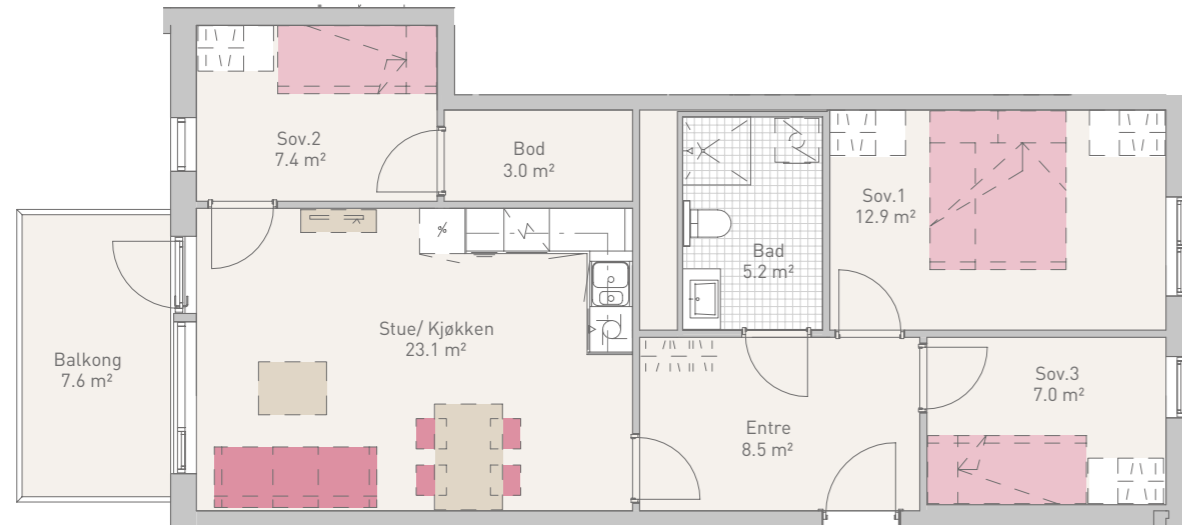 Sov.2
7.4 m²
Bod
3.0 m²
Sov.1
12.9 m²
Bad
5.2 m²
Stue/ Kjøkken
23.1 m²
Balkong
7.6 m²
Sov.3
7.0 m²
Entre
8.5 m²
%